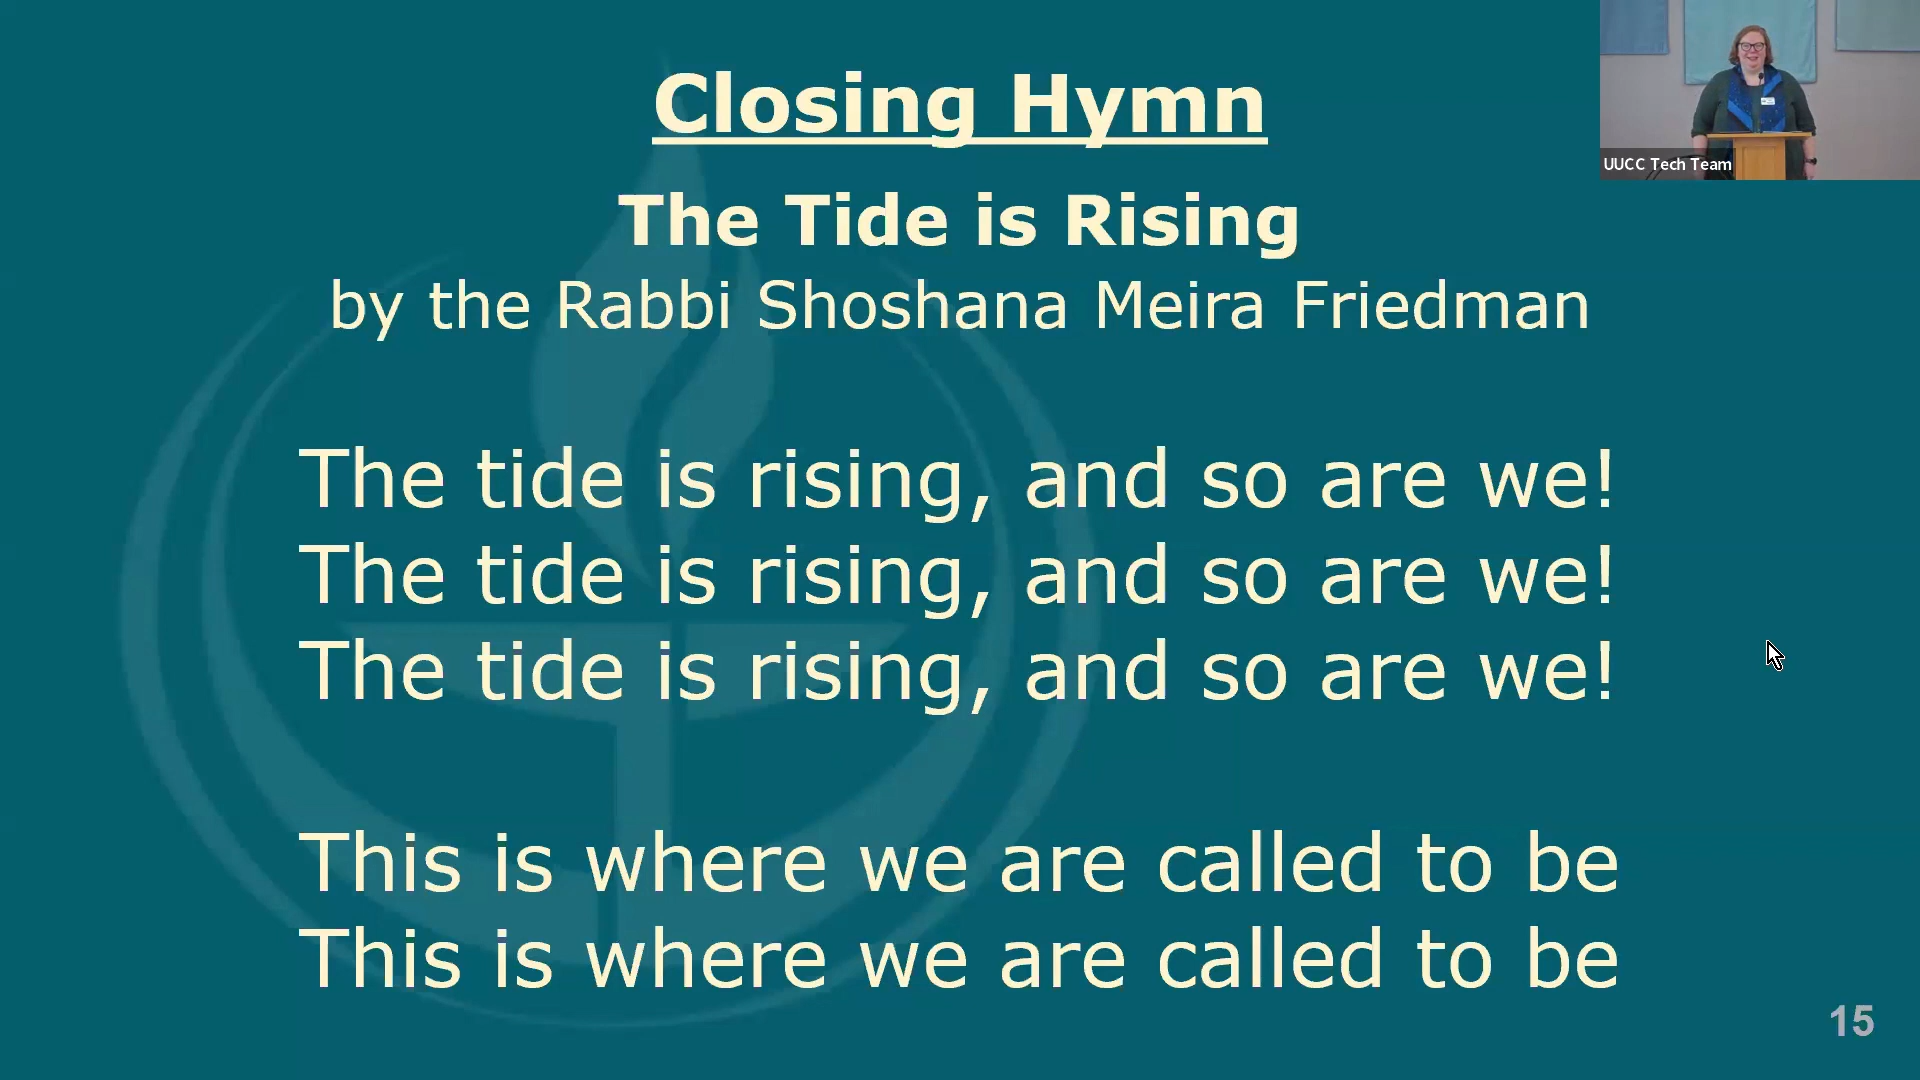 Closing Hymn
The Tide is Rising
by the Rabbi Shoshana Meira Friedman
The tide is rising, and so are we!
The tide is rising, and so are we!
The tide is rising, and so are we!
This is where we are called to be
This is where we are called to be
15
UUCC Tech Team